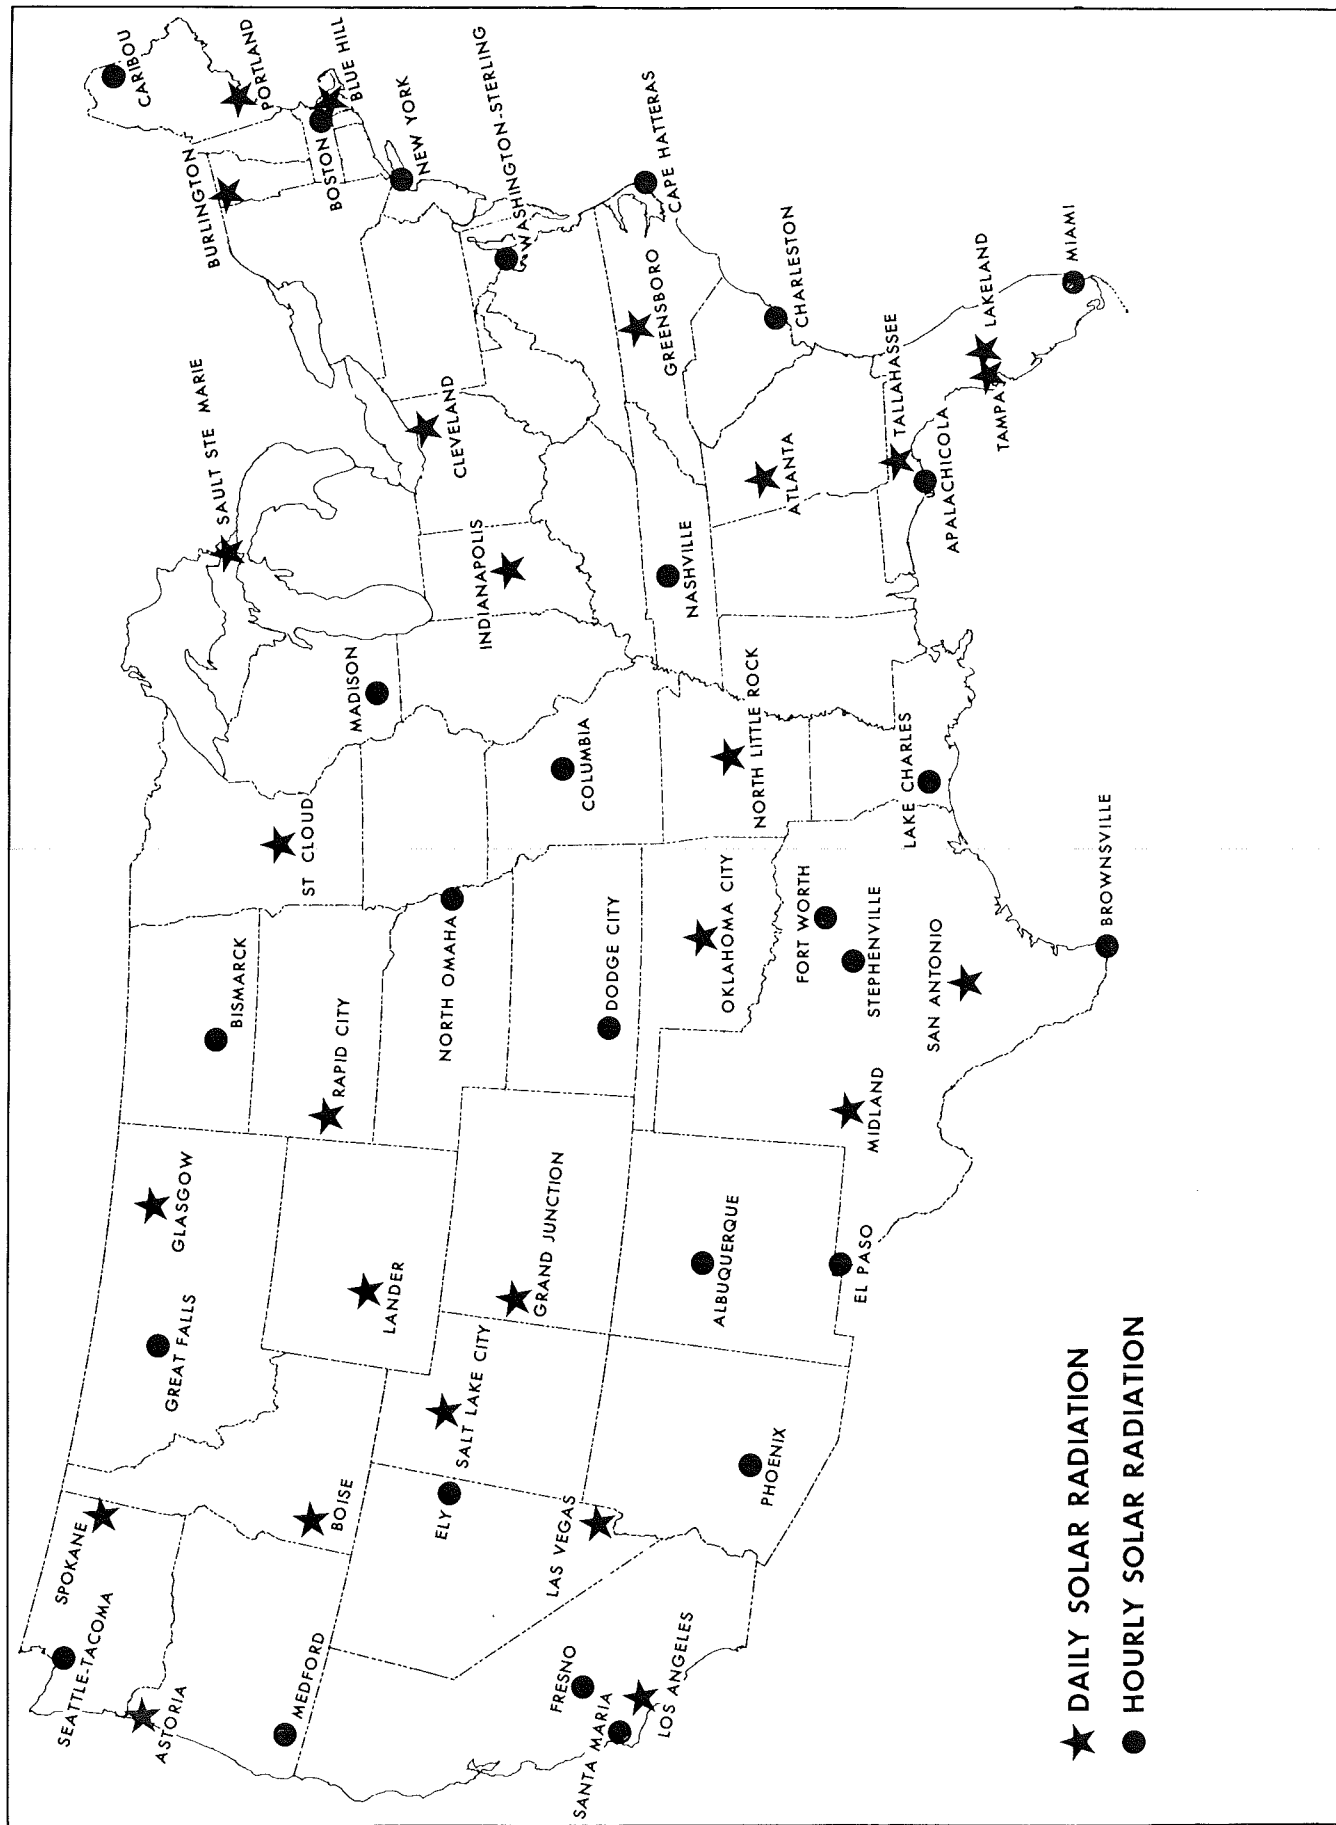 SEATTLE-TACOMA
SPOKANE
ASTORIA
MEDFORD
BOISE
GREAT FALLS
GLASGOW
BISMARCK
RAPID CITY
LANDER
ST CLOUD
MADISON
SAULT STE MARIE
BURLINGTON
CARIBOU
PORTLAND
BOSTON
BLUE HILL
NEW YORK
WASHINGTON-STERLING
CLEVELAND
INDIANAPOLIS
COLUMBIA
NORTH OMAHA
DODGE CITY
GRAND JUNCTION
SALT LAKE CITY
ELY
LAS VEGAS
FRESNO
SANTA MARIA
LOS ANGELES
PHOENIX
ALBUQUERQUE
EL PASO
MIDLAND
OKLAHOMA CITY
FORT WORTH
STEPHENVILLE
SAN ANTONIO
BROWNSVILLE
LAKE CHARLES
NORTH LITTLE ROCK
NASHVILLE
ATLANTA
GREENSBORO
CAPE HATTERAS
CHARLESTON
TALLAHASSEE
APALACHICOLA
TAMPA
LAKELAND
MIAMI
DAILY SOLAR RADIATION
HOURLY SOLAR RADIATION